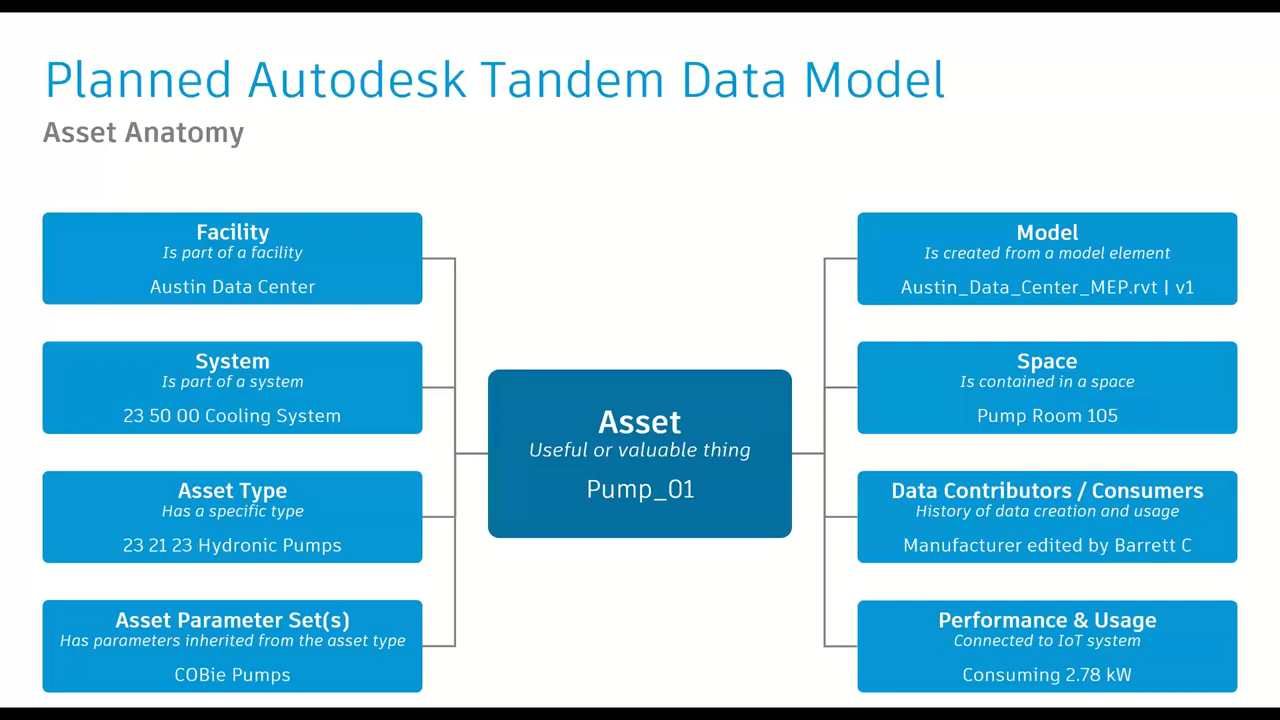 Planned Autodesk Tandem Data Model
Asset Anatomy
Facility
Is part of a facility
Austin Data Center
System
Is part of a system
23 50 00 Cooling System
Asset Type
Has a specific type
23 21 23 Hydronic Pumps
Asset Parameter Set(s)
Has parameters inherited from the asset type
COBie Pumps
Asset
Useful or valuable thing
Pump_01
Model
Is created from a model element
Austin_Data_Center_MEP.rvt | v1
Space
Is contained in a space
Pump Room 105
Data Contributors / Consumers
History of data creation and usage
Manufacturer edited by Barrett C
Performance & Usage
Connected to IoT system
Consuming 2.78 kW